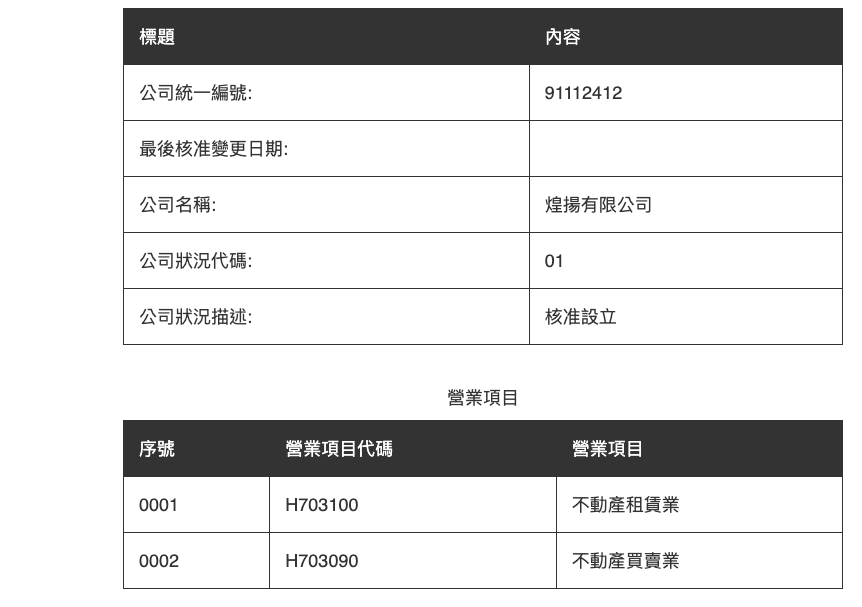 標題 內容
公司統一編號: 91112412
最後核准變更日期:
公司名稱: 煌揚有限公司
公司狀況代碼: 01
公司狀況描述: 核准設立
營業項目
序號 營業項目代碼 營業項目
0001 H703100 不動產租賃業
0002 H703090 不動產買賣業